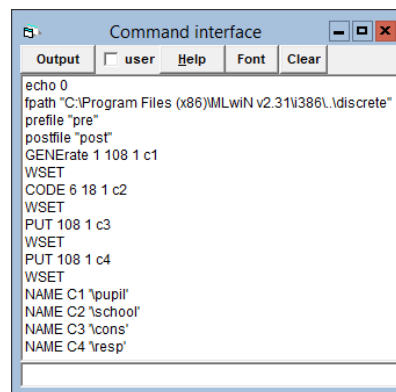 Command interface
Output user Help Font Clear
echo 0
fpath "C:\Program Files (x86)\MLwiN v2.31\i386\..\discrete"
prefile "pre"
postfile "post"
GENErate 1 108 1 c1
WSET
CODE 6 18 1 c2
WSET
PUT 108 1 c3
WSET
PUT 108 1 c4
WSET
NAME C1 '\pupil'
NAME C2 '\school'
NAME C3 '\cons'
NAME C4 '\resp'